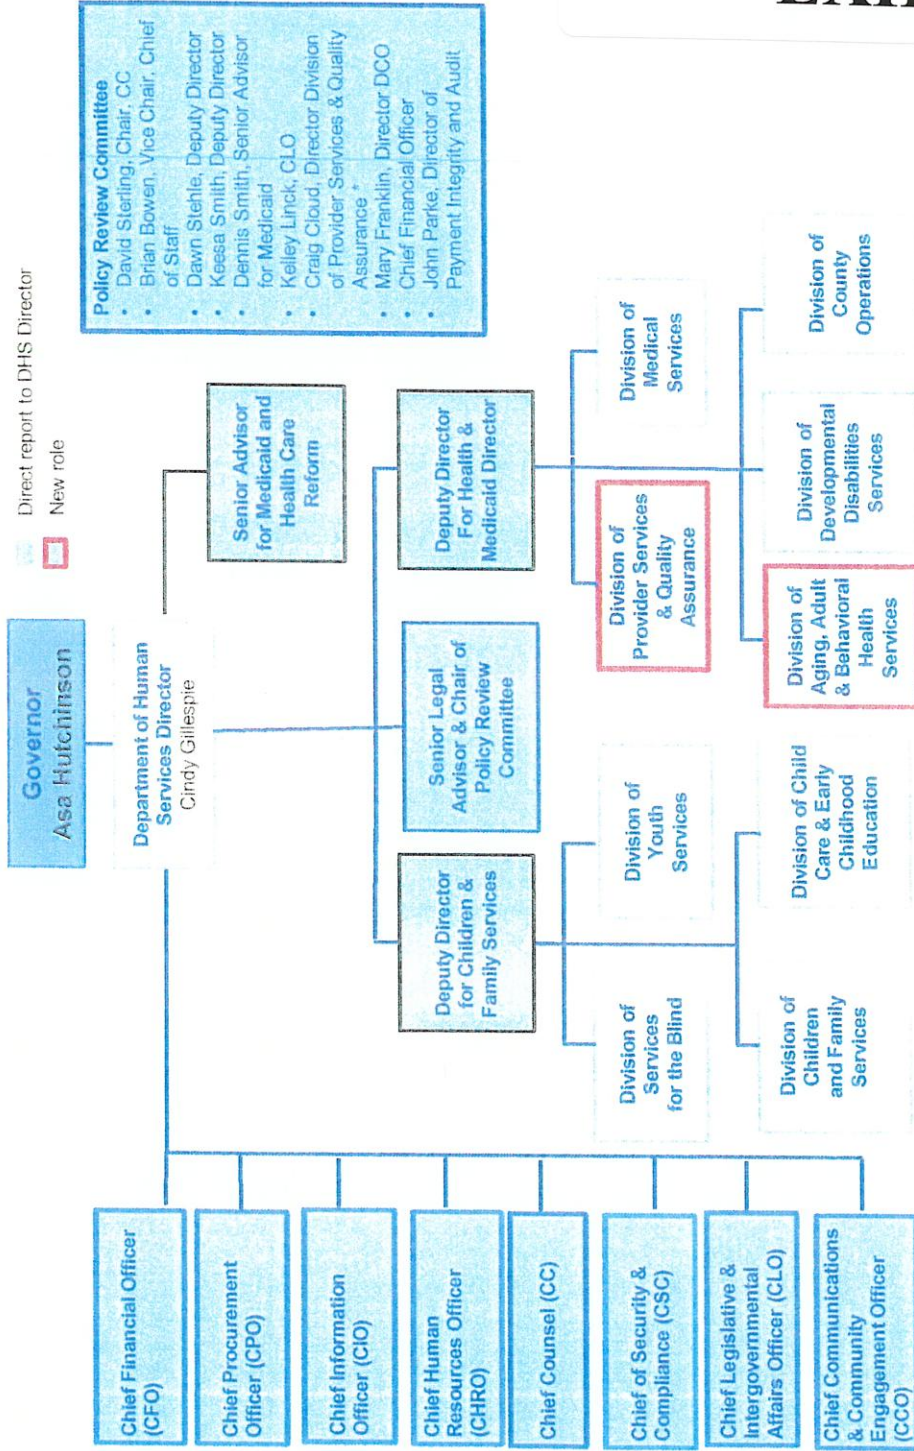 Governor
Asa Hutchinson
Direct report to DHS Director
New role
Department of Human
Services Director
Cindy Gillespie
Senior Advisor
for Medicaid and
Health Care
Reform
Policy Review Committee
• David Sterling, Chair, CC
• Brian Bowen, Vice Chair, Chief
of Staff
• Dawn Stehle, Deputy Director
• Keesa Smith, Deputy Director
• Dennis Smith, Senior Advisor
for Medicaid
• Kelley Linck, CLO
• Craig Cloud, Director Division
of Provider Services & Quality
Assurance *
• Mary Franklin, Director DCO
• Chief Financial Officer
• John Parke, Director of
Payment Integrity and Audit
Chief Financial Officer
(CFO)
Chief Procurement
Officer (CPO)
Chief Information
Officer (CIO)
Chief Human
Resources Officer
(CHRO)
Chief Counsel (CC)
Chief of Security &
Compliance (CSC)
Chief Legislative &
Intergovernmental
Affairs Officer (CLO)
Chief Communications
& Community
Engagement Officer
(CCO)
Deputy Director
for Children &
Family Services
Senior Legal
Advisor & Chair of
Policy Review
Committee
Deputy Director
For Health &
Medicaid Director
Division of
Services
for the Blind
Division of
Youth
Services
Division of
Provider Services
& Quality
Assurance
Division of
Medical
Services
Division of
Children
and Family
Services
Division of Child
Care & Early
Childhood
Education
Division of
Aging, Adult
& Behavioral
Health
Services
Division of
Developmental
Disabilities
Services
Division of
County
Operations